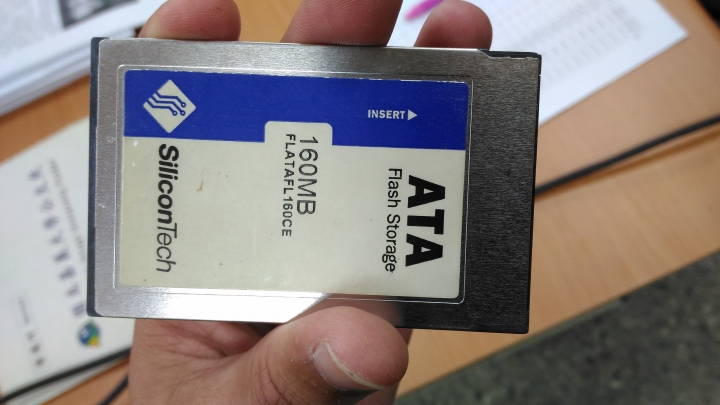 INSERT
ATA
Flash Storage
160MB
FLATAFL160CE
SiliconTech